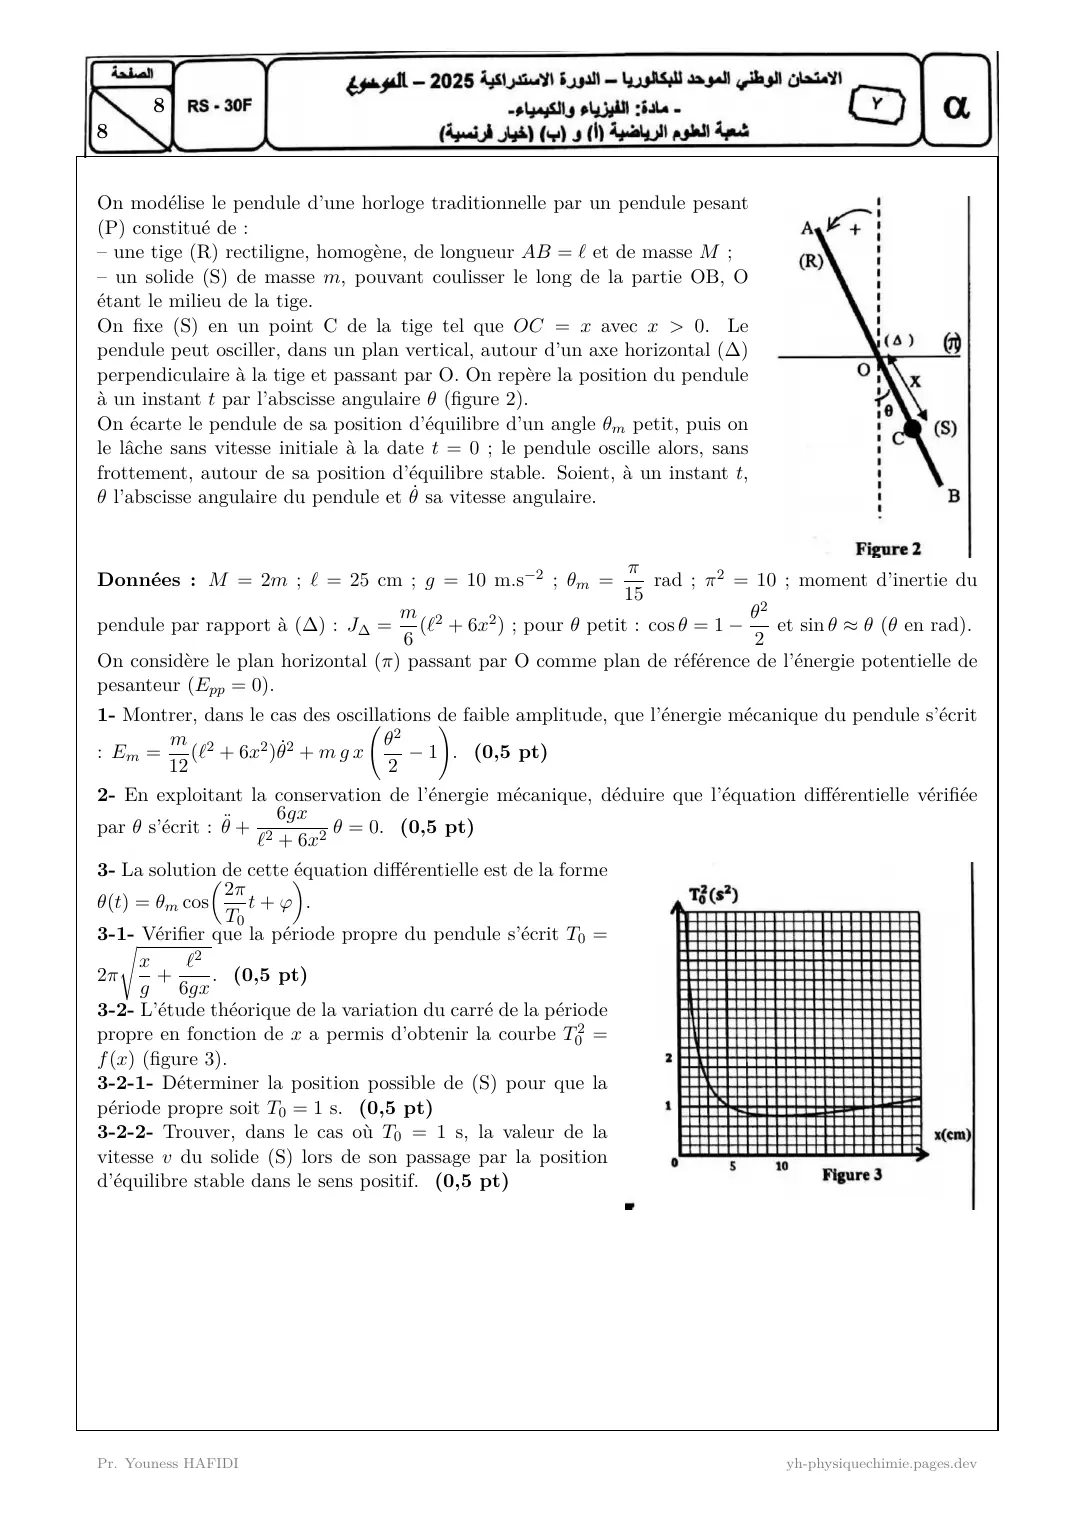 الصفحة
8
8
RS - 30F
الامتحان الوطني الموحد للبكالوريا – الدورة الاستدراكية 2025 – الموضوع
- مادة: الفيزياء والكيمياء-
شعبة العلوم الرياضية (أ) و (ب) (خيار فرنسية)
Y
α
On modélise le pendule d'une horloge traditionnelle par un pendule pesant
(P) constitué de :
– une tige (R) rectiligne, homogène, de longueur AB = ℓ et de masse M ;
– un solide (S) de masse m, pouvant coulisser le long de la partie OB, O
étant le milieu de la tige.
On fixe (S) en un point C de la tige tel que OC = x avec x > 0. Le
pendule peut osciller, dans un plan vertical, autour d'un axe horizontal (Δ)
perpendiculaire à la tige et passant par O. On repère la position du pendule
à un instant t par l'abscisse angulaire θ (figure 2).
On écarte le pendule de sa position d'équilibre d'un angle θₘ petit, puis on
le lâche sans vitesse initiale à la date t = 0 ; le pendule oscille alors, sans
frottement, autour de sa position d'équilibre stable. Soient, à un instant t,
θ l'abscisse angulaire du pendule et θ̇ sa vitesse angulaire.
A
+
(R)
(Δ)
(π)
O
x
θ
C
(S)
B
Figure 2
Données : M = 2m ; ℓ = 25 cm ; g = 10 m.s⁻² ; θₘ = π/15 rad ; π² = 10 ; moment d'inertie du
pendule par rapport à (Δ) : J_Δ = m/6(ℓ² + 6x²) ; pour θ petit : cos θ = 1 − θ²/2 et sin θ ≈ θ (θ en rad).
On considère le plan horizontal (π) passant par O comme plan de référence de l'énergie potentielle de
pesanteur (E_pp = 0).
1- Montrer, dans le cas des oscillations de faible amplitude, que l'énergie mécanique du pendule s'écrit
: E_m = m/12(ℓ² + 6x²)θ̇² + m g x(θ²/2 − 1). (0,5 pt)
2- En exploitant la conservation de l'énergie mécanique, déduire que l'équation différentielle vérifiée
par θ s'écrit : θ̈ + 6gx/(ℓ² + 6x²) θ = 0. (0,5 pt)
3- La solution de cette équation différentielle est de la forme
θ(t) = θₘ cos(2π/T₀ t + φ).
3-1- Vérifier que la période propre du pendule s'écrit T₀ =
2π√(x/g + ℓ²/6gx). (0,5 pt)
3-2- L'étude théorique de la variation du carré de la période
propre en fonction de x a permis d'obtenir la courbe T₀² =
f(x) (figure 3).
3-2-1- Déterminer la position possible de (S) pour que la
période propre soit T₀ = 1 s. (0,5 pt)
3-2-2- Trouver, dans le cas où T₀ = 1 s, la valeur de la
vitesse v du solide (S) lors de son passage par la position
d'équilibre stable dans le sens positif. (0,5 pt)
T₀²(s²)
2
1
0
5
10
x(cm)
Figure 3
Pr. Youness HAFIDI
yh-physiquechimie.pages.dev